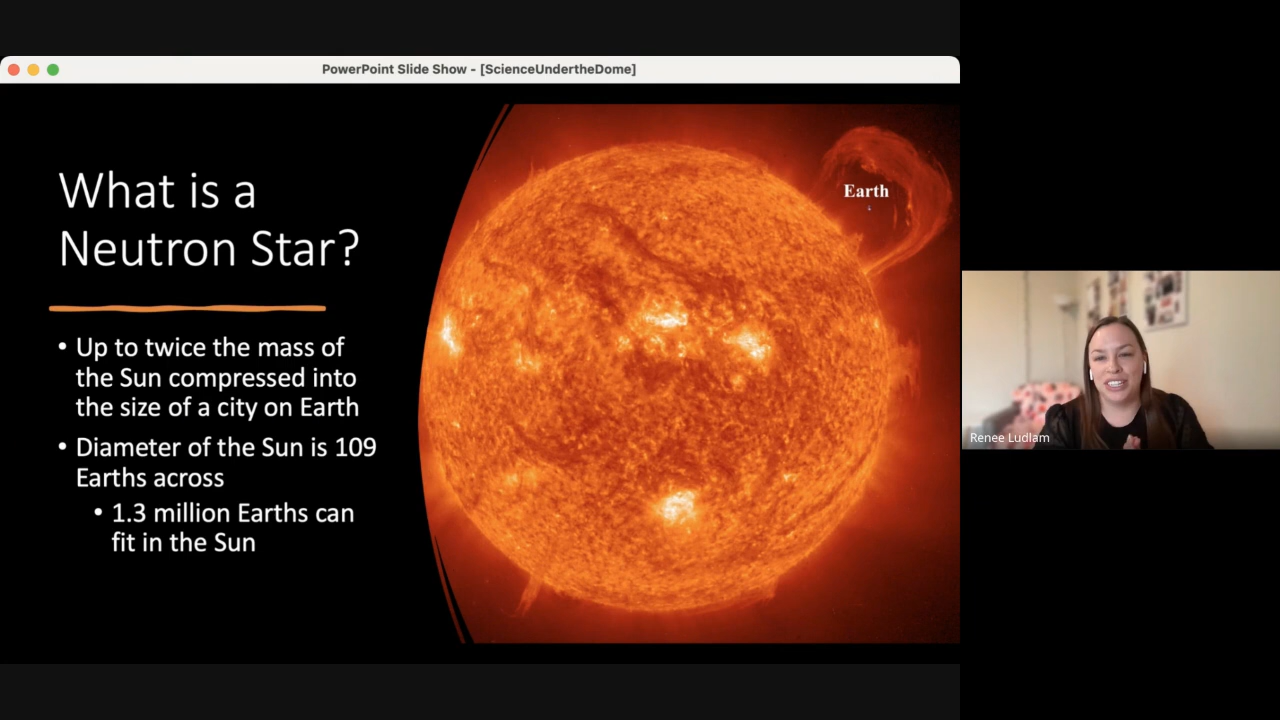 PowerPoint Slide Show - [ScienceUndertheDome]
What is a
Neutron Star?
• Up to twice the mass of
the Sun compressed into
the size of a city on Earth
• Diameter of the Sun is 109
Earths across
• 1.3 million Earths can
fit in the Sun
Earth
Renee Ludlam